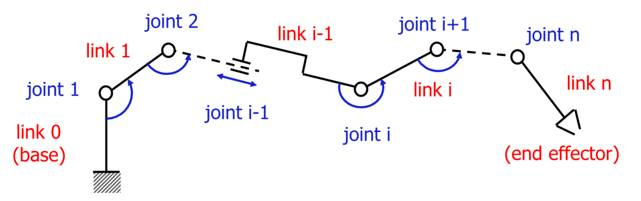 joint 2
link 1
joint 1
link 0
(base)
joint i-1
link i-1
joint i
joint i+1
link i
joint n
link n
(end effector)